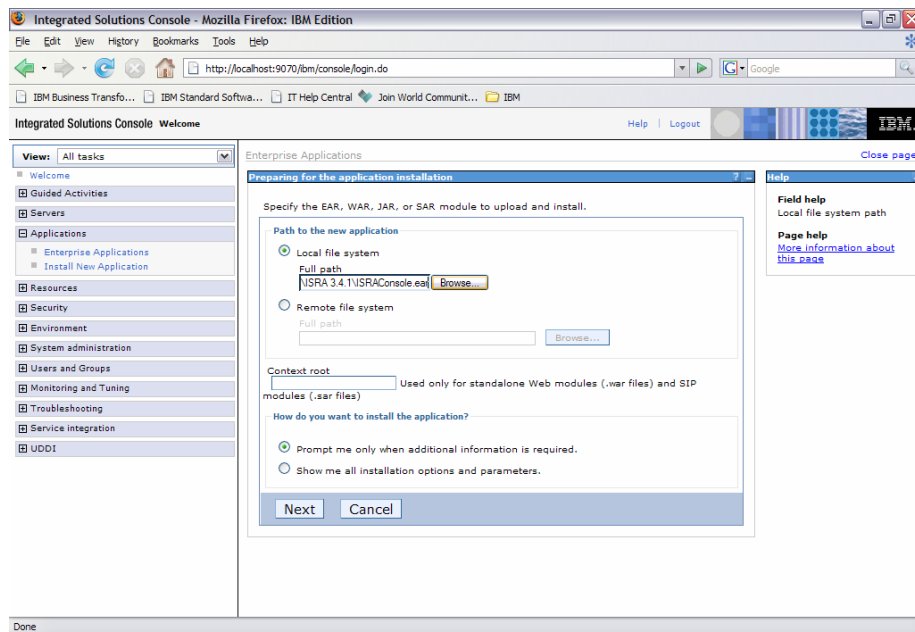 Integrated Solutions Console - Mozilla Firefox: IBM Edition
File Edit View History Bookmarks Tools Help
http://localhost:9070/ibm/console/login.do
G Google
IBM Business Transfo... IBM Standard Softwa... IT Help Central Join World Communit... IBM
Integrated Solutions Console Welcome
Help | Logout
IBM.
View: All tasks
Welcome
Guided Activities
Servers
Applications
Enterprise Applications
Install New Application
Resources
Security
Environment
System administration
Users and Groups
Monitoring and Tuning
Troubleshooting
Service integration
UDDI
Enterprise Applications
Close page
Preparing for the application installation ? _
Specify the EAR, WAR, JAR, or SAR module to upload and install.
Path to the new application
Local file system
Full path
\ISRA 3.4.1\ISRAConsole.ear Browse...
Remote file system
Full path
Browse...
Context root
Used only for standalone Web modules (.war files) and SIP
modules (.sar files)
How do you want to install the application?
Prompt me only when additional information is required.
Show me all installation options and parameters.
Next Cancel
Help
Field help
Local file system path
Page help
More information about
this page
Done